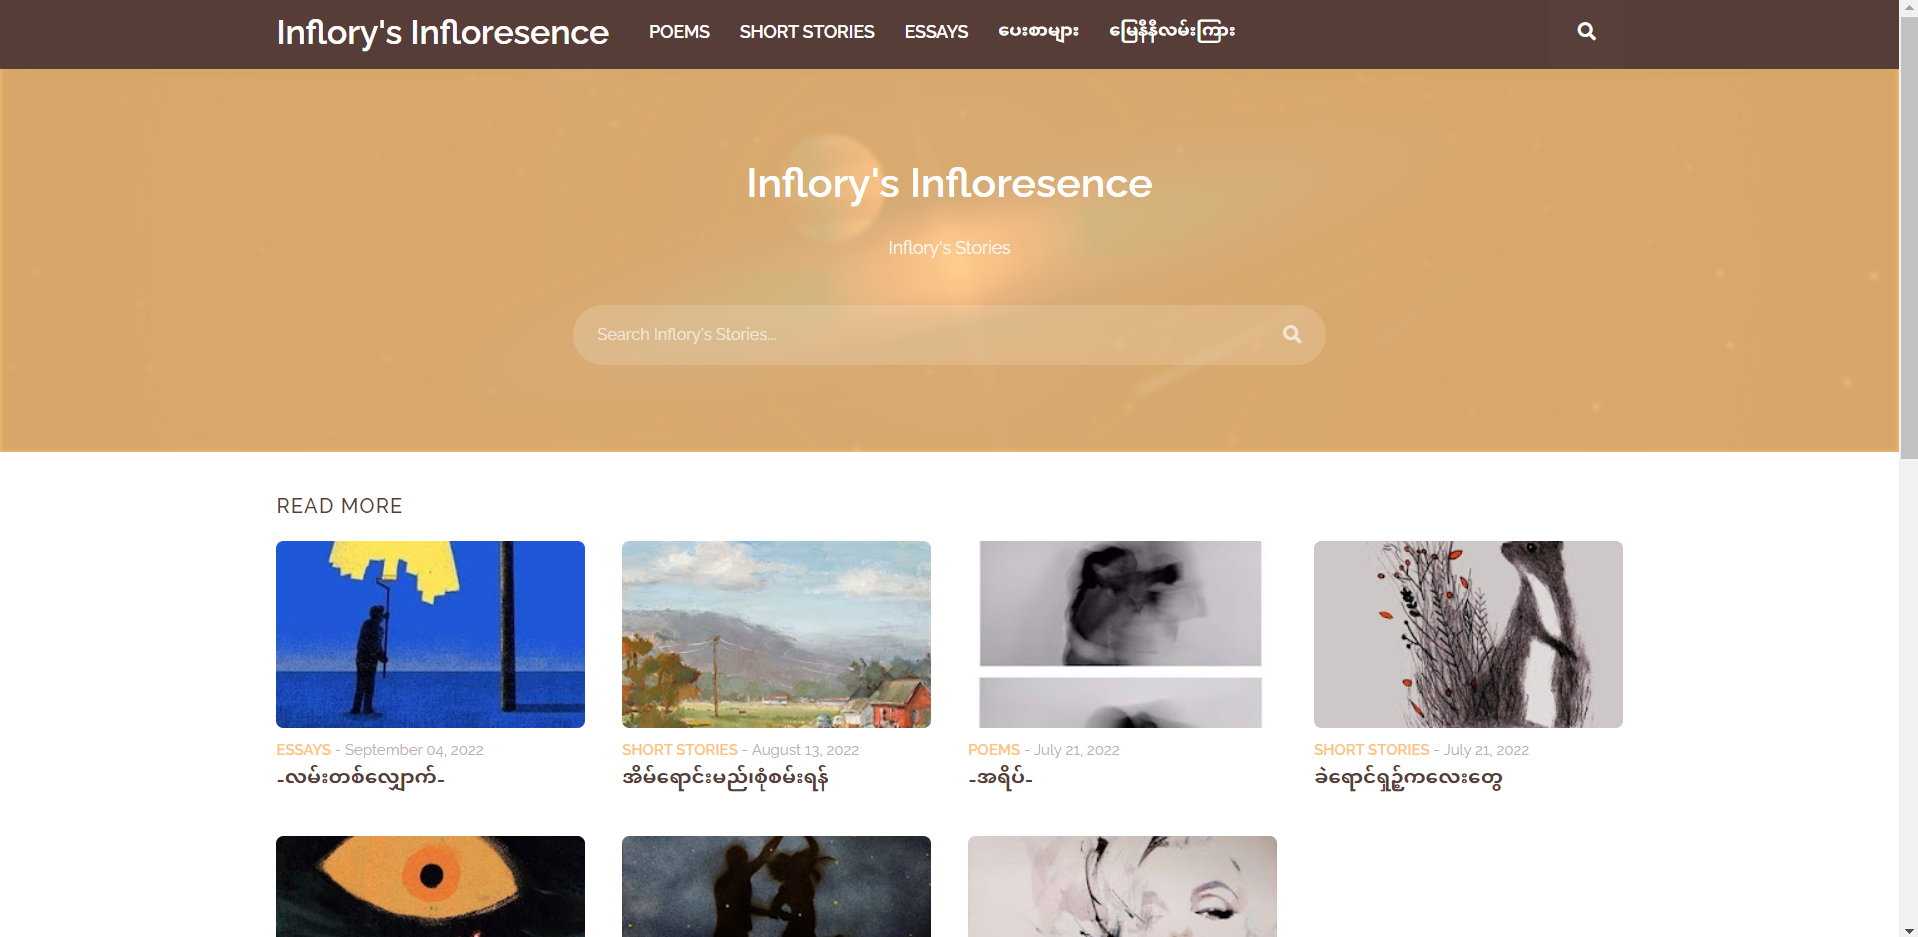 Inflory's Infloresence
POEMS
SHORT STORIES
ESSAYS
ပေးစာများ
မြေနီနီလမ်းကြား
Inflory's Infloresence
Inflory's Stories
Search Inflory's Stories...
READ MORE
ESSAYS - September 04, 2022
-လမ်းတစ်လျှောက်-
SHORT STORIES - August 13, 2022
အိမ်ရောင်းမည်၊စုံစမ်းရန်
POEMS - July 21, 2022
-အရိပ်-
SHORT STORIES - July 21, 2022
ခဲရောင်ရှဉ့်ကလေးတွေ